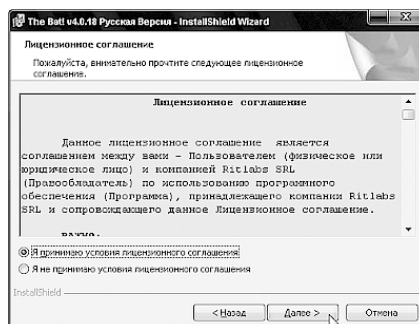 The Bat! v4.0.18 Русская Версия - InstallShield Wizard
Лицензионное соглашение
Пожалуйста, внимательно прочтите следующее лицензионное
соглашение.
Лицензионное соглашение
Данное лицензионное соглашение является
соглашением между вами - Пользователем (физическое или
юридическое лицо) и компанией Ritlabs SRL
(Правообладатель) по использованию программного
обеспечения (Программа), принадлежащего компании Ritlabs
SRL и сопровождающего данное Лицензионное соглашение.
ВАЖНО:
Я принимаю условия лицензионного соглашения
Я не принимаю условия лицензионного соглашения
InstallShield
< Назад Далее > Отмена